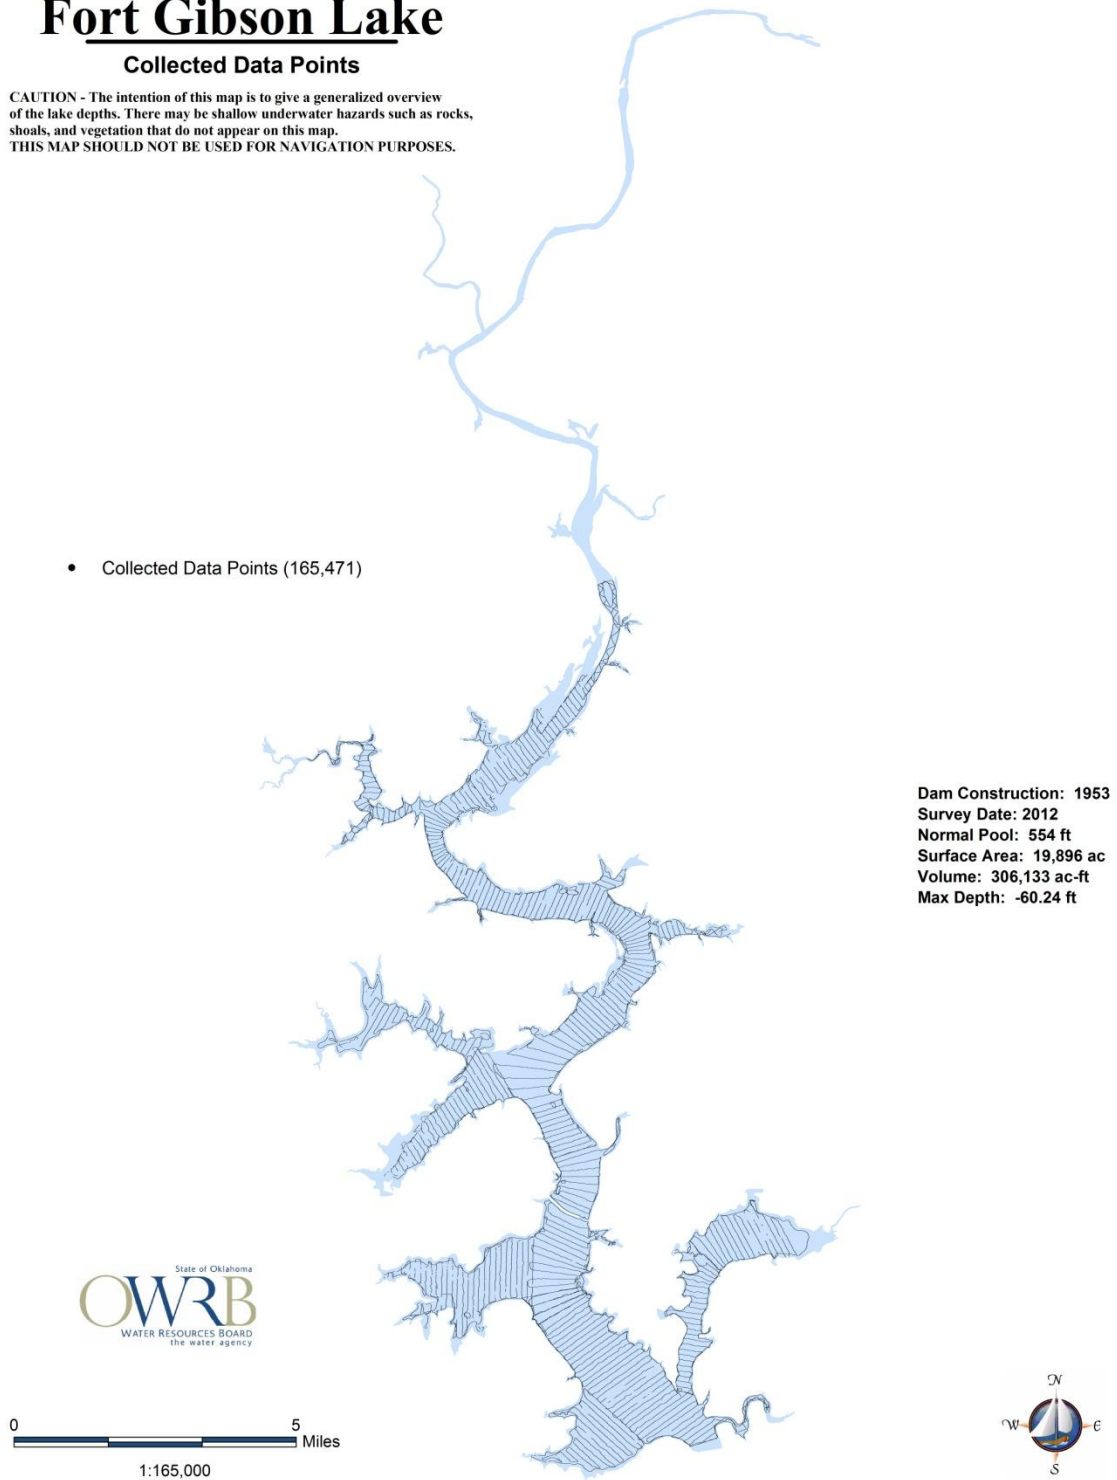 Fort Gibson Lake
Collected Data Points
CAUTION - The intention of this map is to give a generalized overview
of the lake depths. There may be shallow underwater hazards such as rocks,
shoals, and vegetation that do not appear on this map.
THIS MAP SHOULD NOT BE USED FOR NAVIGATION PURPOSES.
• Collected Data Points (165,471)
Dam Construction: 1953
Survey Date: 2012
Normal Pool: 554 ft
Surface Area: 19,896 ac
Volume: 306,133 ac-ft
Max Depth: -60.24 ft
State of Oklahoma
OWRB
WATER RESOURCES BOARD
the water agency
0 5
Miles
1:165,000
N
W E
S